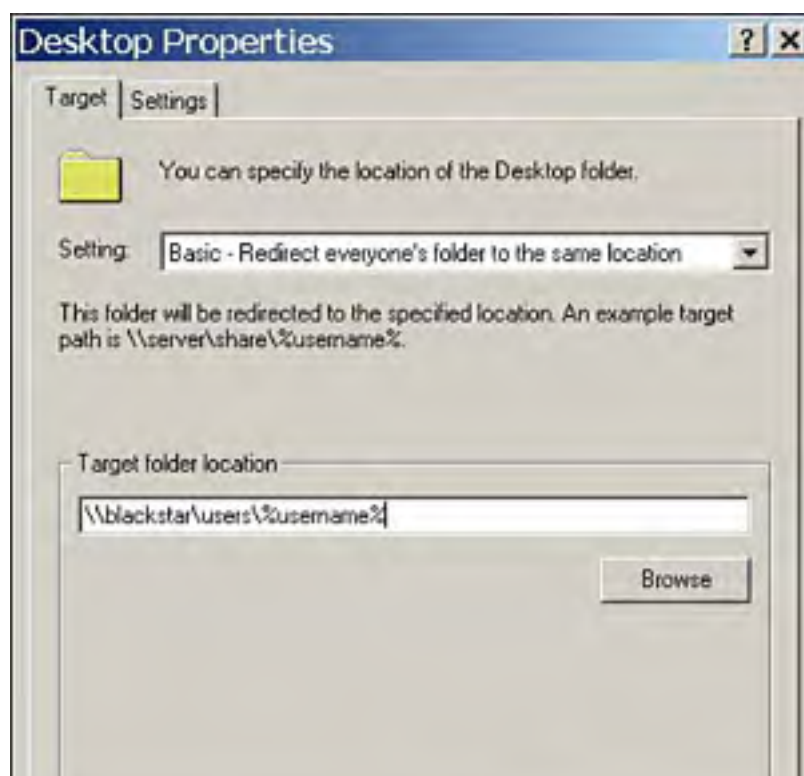 Desktop Properties
Target
Settings
You can specify the location of the Desktop folder.
Setting:
Basic - Redirect everyone's folder to the same location
This folder will be redirected to the specified location. An example target
path is \\server\share\%username%.
Target folder location
\\blackstar\users\%username%
Browse